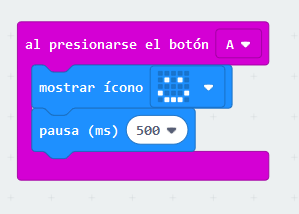 al presionarse el botón A
mostrar ícono
pausa (ms) 500